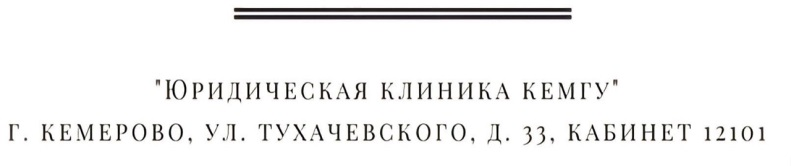 "Юридическая клиника КемГУ"
г. Кемерово, ул. Тухачевского, д. 33, кабинет 12101